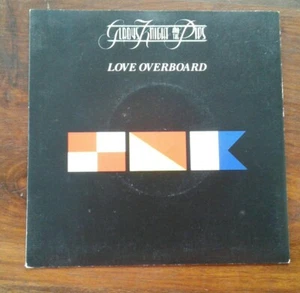 Gladys Knight AND THE Pips
LOVE OVERBOARD